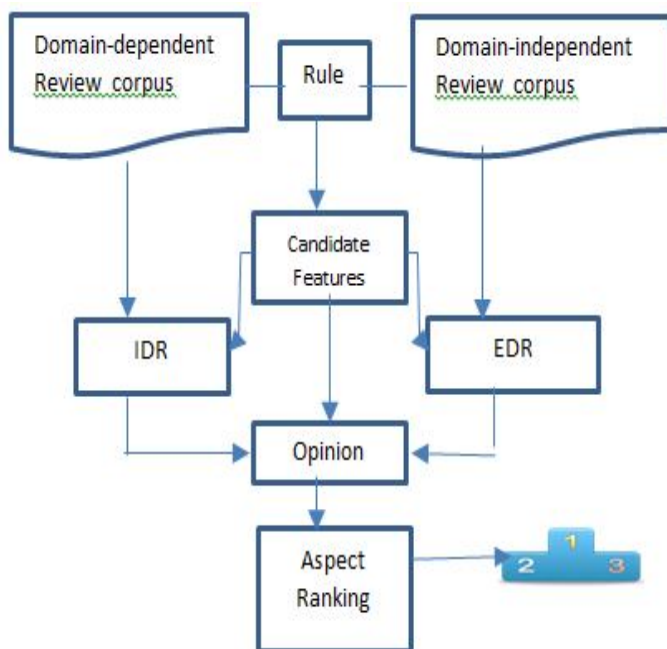 Domain-dependent
Review corpus
Rule
Domain-independent
Review corpus
Candidate
Features
IDR
EDR
Opinion
Aspect
Ranking
1
2
3